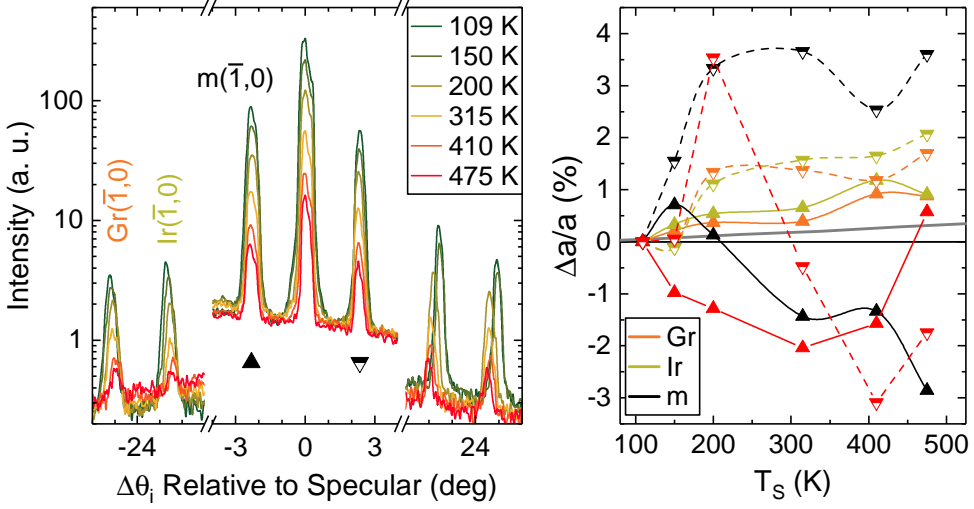 Intensity (a. u.)
100
10
1
Gr(1̅,0)
Ir(1̅,0)
m(1̅,0)
109 K
150 K
200 K
315 K
410 K
475 K
-24
-3
0
3
24
Δθi Relative to Specular (deg)
Δa/a (%)
4
3
2
1
0
-1
-2
-3
Gr
Ir
m
100
200
300
400
500
TS (K)